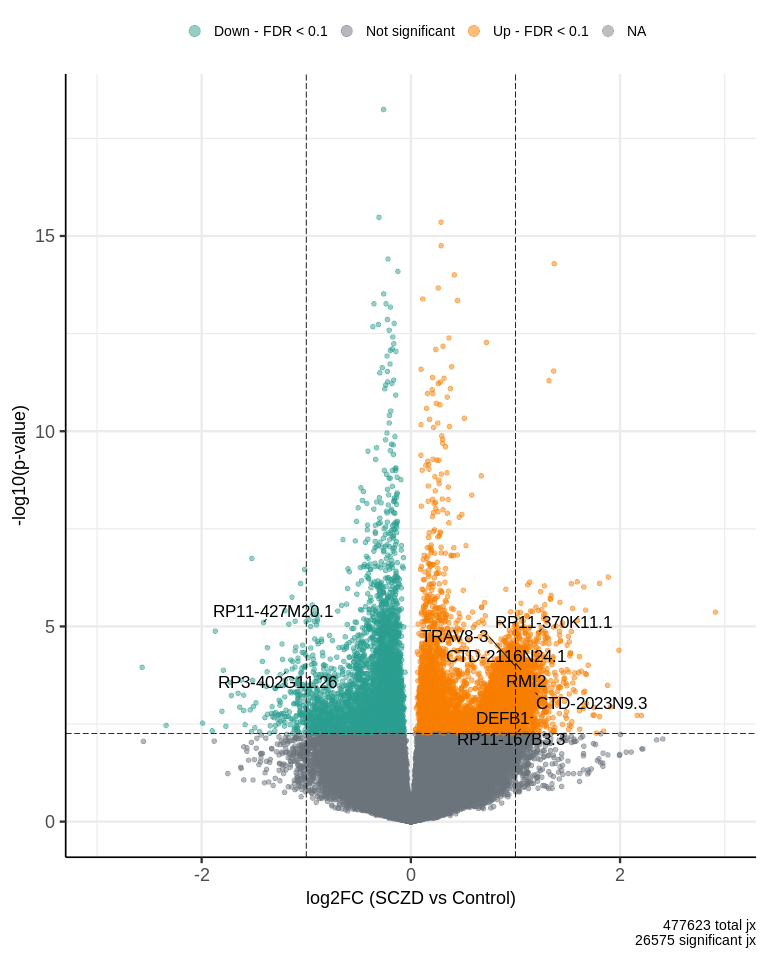 Down - FDR < 0.1 Not significant Up - FDR < 0.1 NA
-log10(p-value)
15
10
5
0
RP11-427M20.1
RP11-370K11.1
TRAV8-3
CTD-2116N24.1
RP3-402G11.26
RMI2
CTD-2023N9.3
DEFB1
RP11-167B3.3
-2 0 2
log2FC (SCZD vs Control)
477623 total jx
26575 significant jx